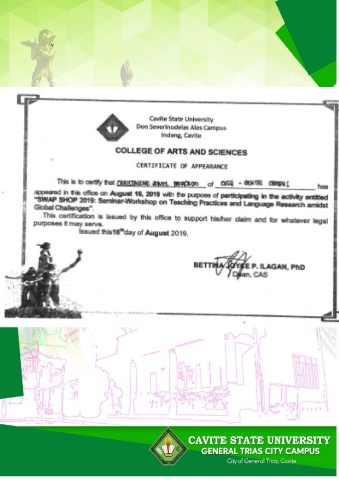 Cavite State University
Don Severino delas Alas Campus
Indang, Cavite
COLLEGE OF ARTS AND SCIENCES
CERTIFICATE OF APPEARANCE
This is to certify that of has
appeared in this office on August 16, 2019 with the purpose of participating in the activity entitled
"SWAP SHOP 2019: Seminar-Workshop on Teaching Practices and Language Research amidst
Global Challenges".
This certification is issued by this office to support his/her claim and for whatever legal
purposes it may serve.
Issued this 16th day of August 2019.
BETTINA JOYCE P. ILAGAN, PhD
Dean, CAS
CAVITE STATE UNIVERSITY
GENERAL TRIAS CITY CAMPUS
City of General Trias, Cavite